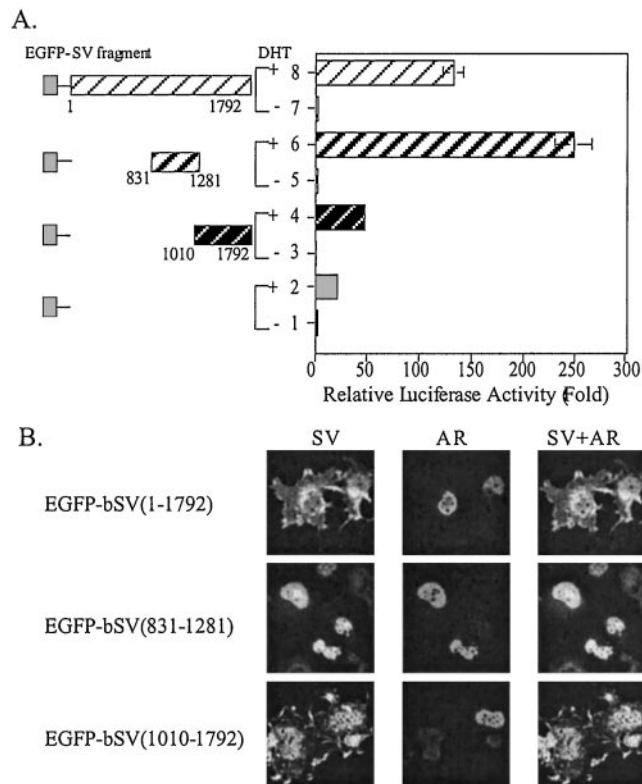 A.
EGFP-SV fragment DHT
+ 8
1 1792
- 7
+ 6
831 1281
- 5
+ 4
1010 1792
- 3
+ 2
- 1
0 50 100 150 200 250 300
Relative Luciferase Activity (Fold)
B.
SV AR SV+AR
EGFP-bSV(1-1792)
EGFP-bSV(831-1281)
EGFP-bSV(1010-1792)